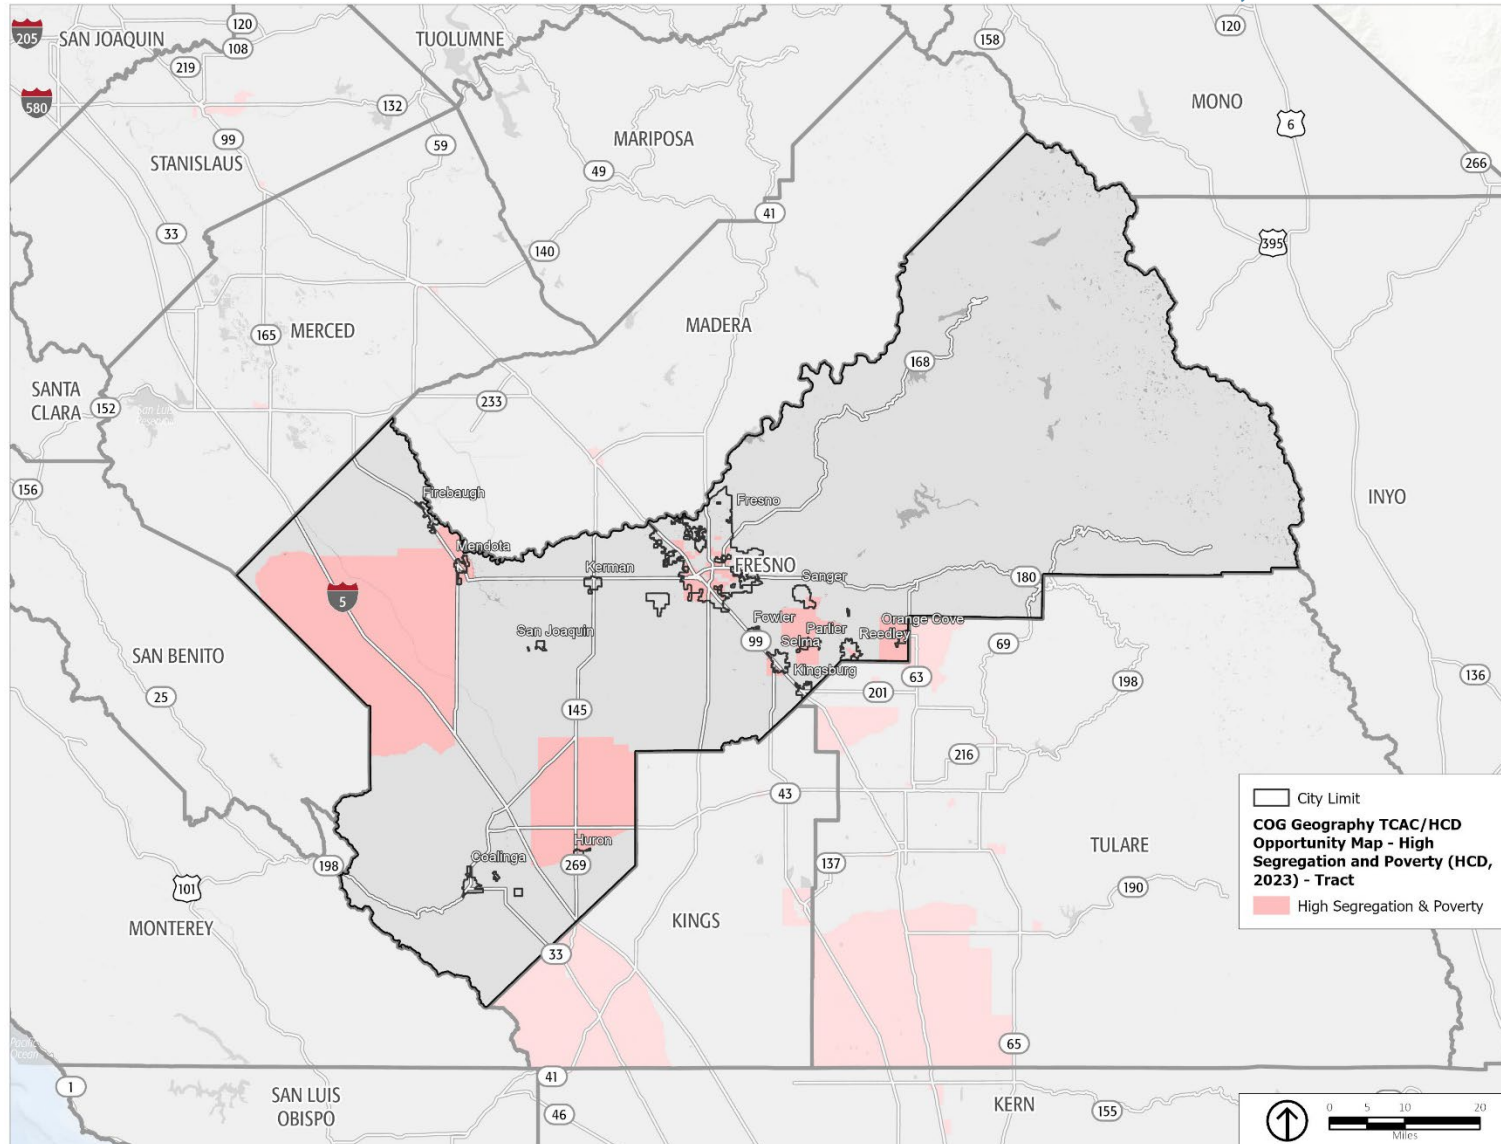 205
SAN JOAQUIN
120
108
219
TUOLUMNE
158
120
580
132
MONO
6
99
59
MARIPOSA
STANISLAUS
49
266
33
41
140
395
165
MERCED
MADERA
168
SANTA
CLARA
152
233
156
Firebaugh
Fresno
INYO
Mendota
Kerman
FRESNO
Sanger
180
5
Fowler
Orange Cove
San Joaquin
99
Parlier
Reedley
Selma
69
SAN BENITO
Kingsburg
63
198
136
25
201
145
216
43
City Limit
COG Geography TCAC/HCD
Opportunity Map - High
Segregation and Poverty (HCD,
2023) - Tract
High Segregation & Poverty
Huron
TULARE
Coalinga
198
269
137
101
190
MONTEREY
KINGS
33
Pacific
Ocean
65
1
41
SAN LUIS
OBISPO
46
KERN
155
0 5 10 20
Miles